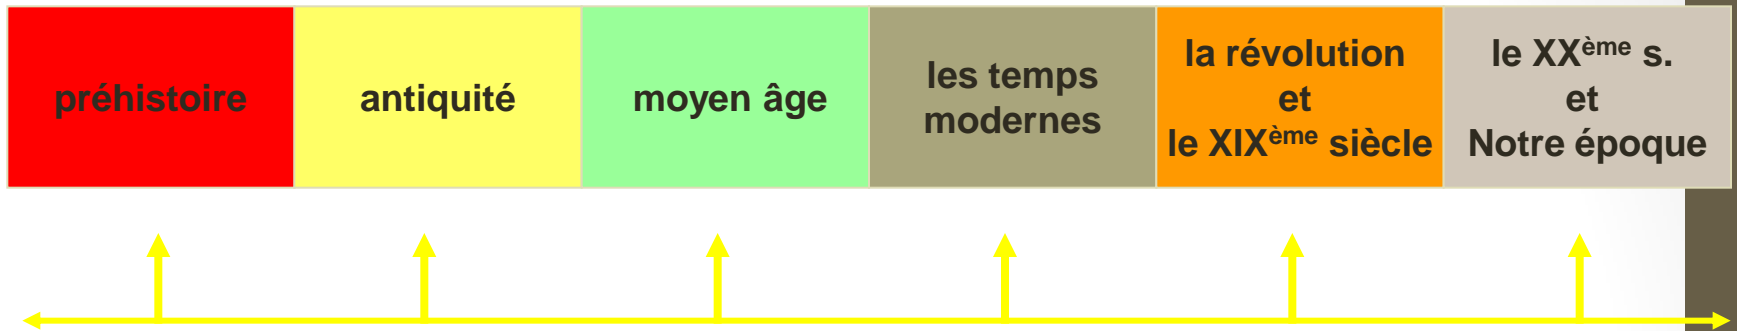 préhistoire
antiquité
moyen âge
les temps
modernes
la révolution
et
le XIXème siècle
le XXème s.
et
Notre époque